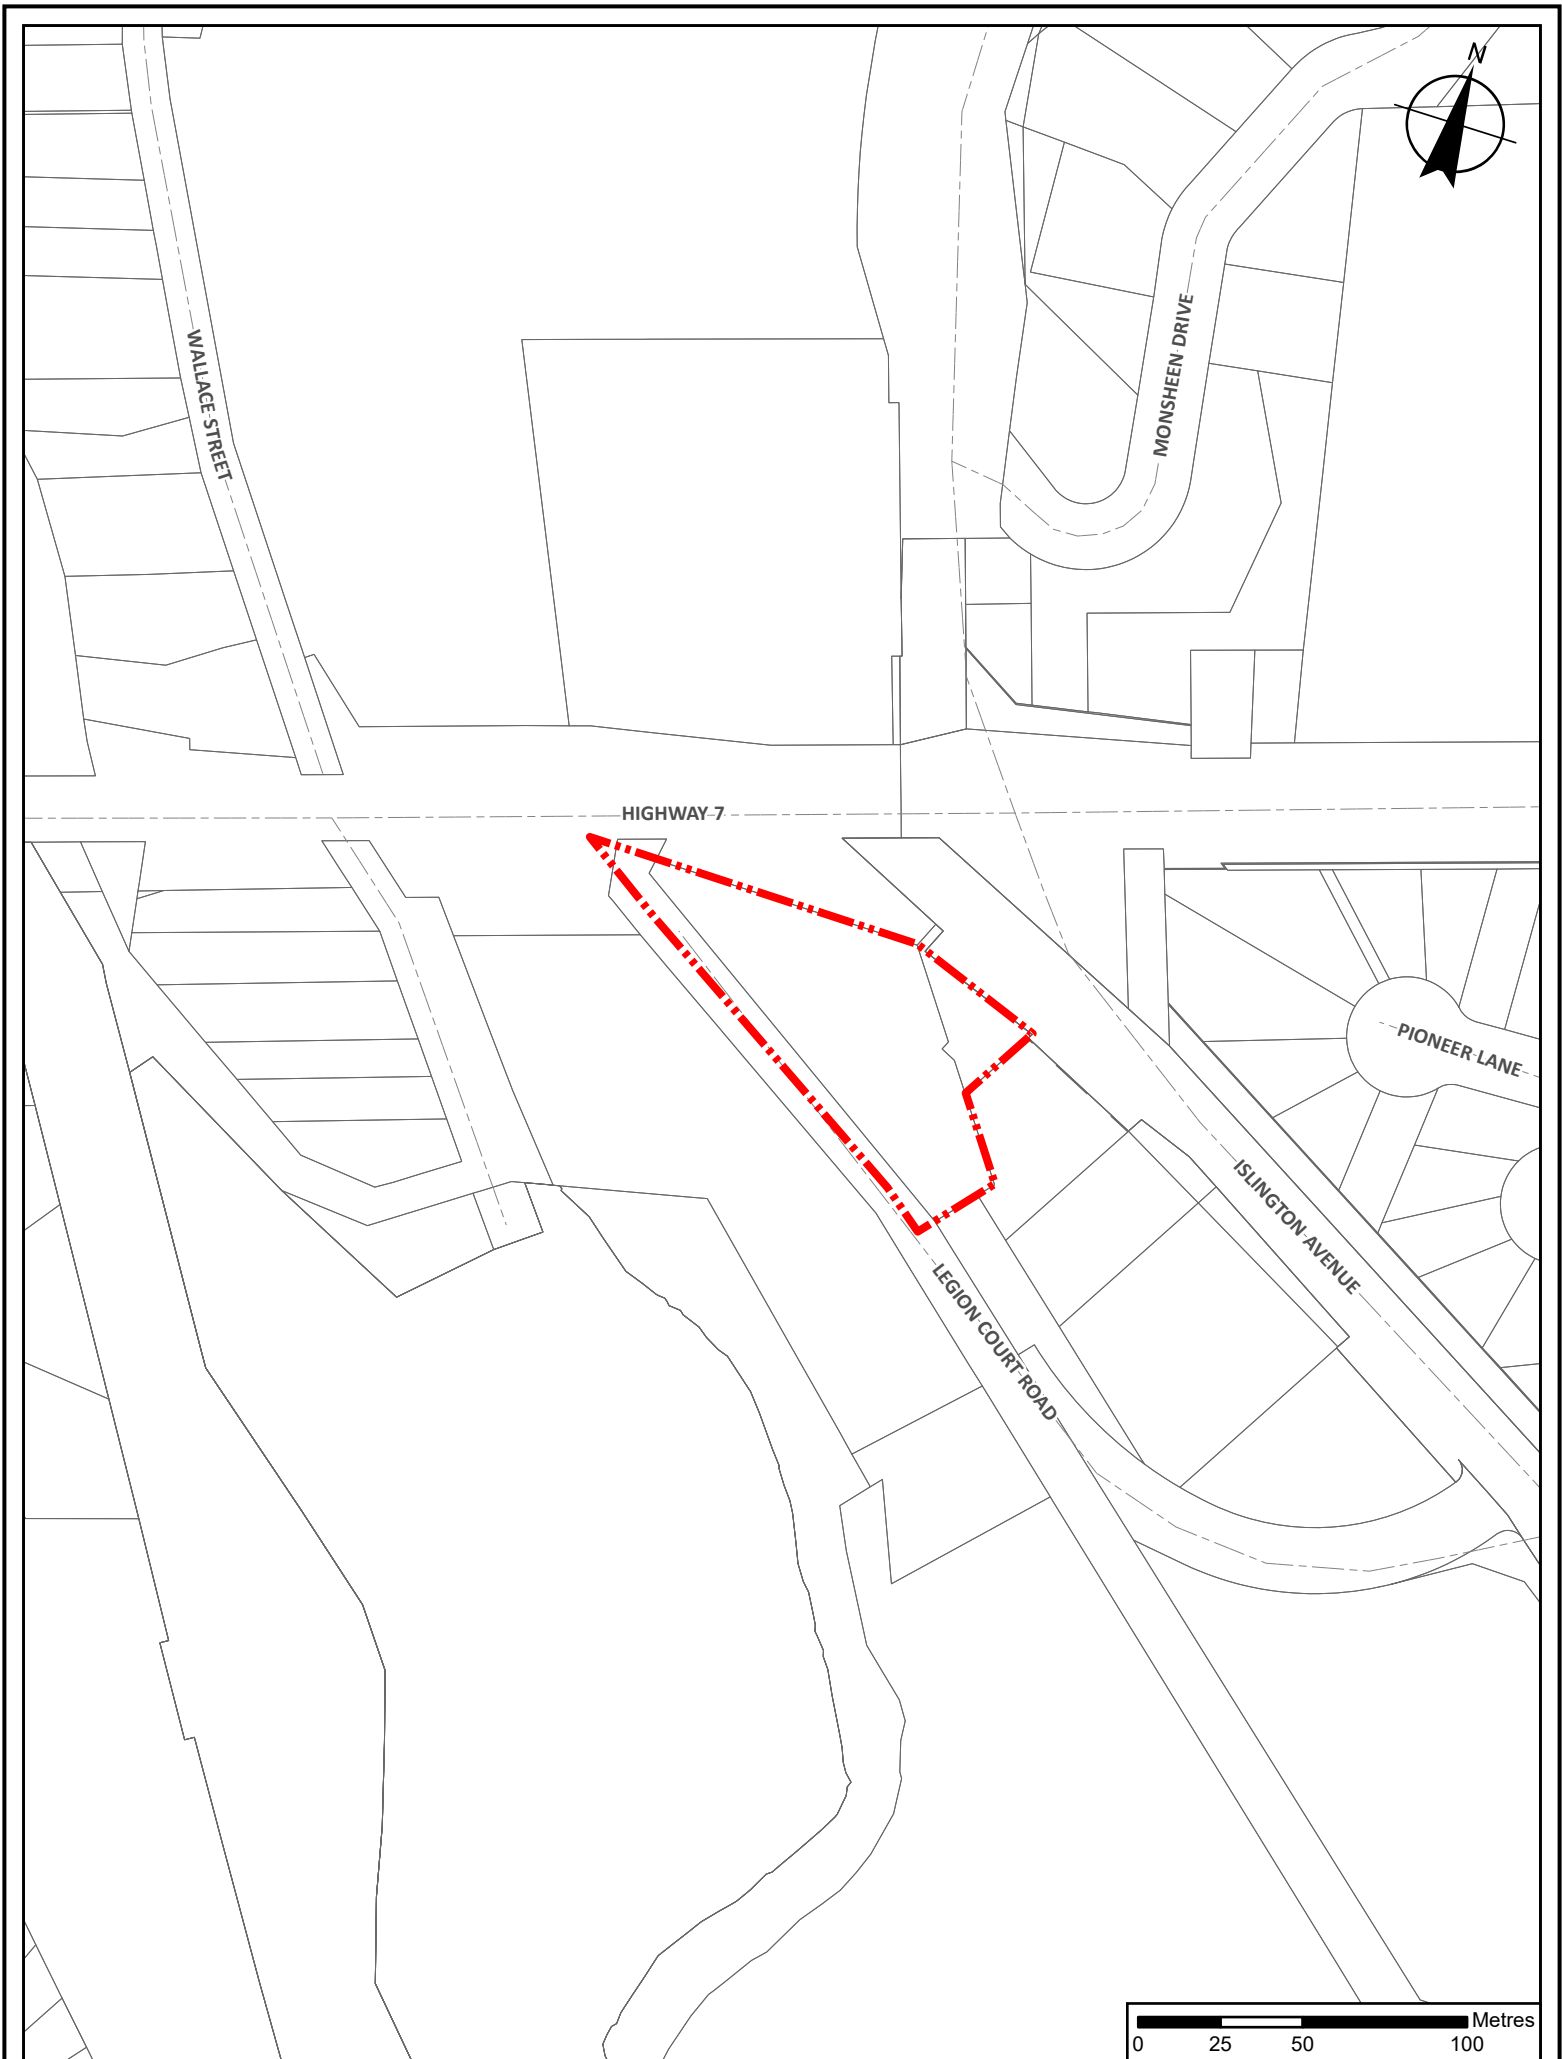 N
WALLACE STREET
MONSHEEN DRIVE
HIGHWAY 7
PIONEER LANE
ISLINGTON AVENUE
LEGION COURT ROAD
Metres
0 25 50 100